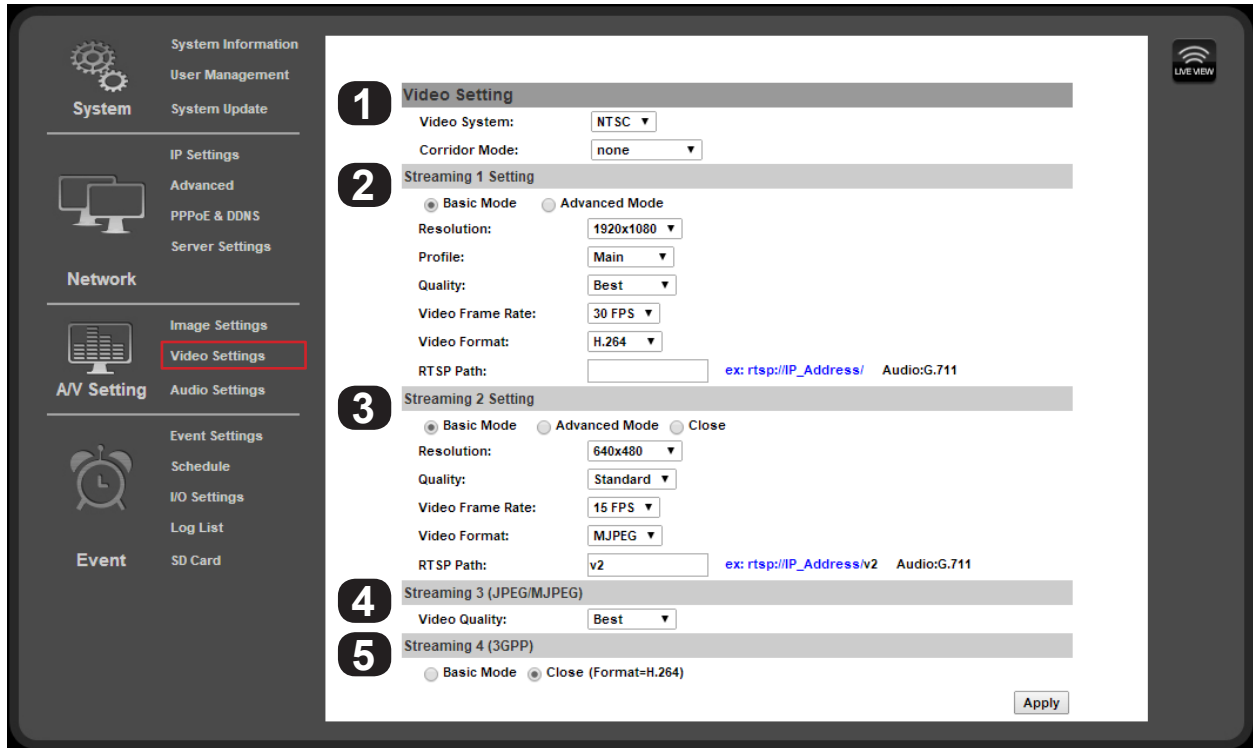 System Information
User Management
System
System Update
IP Settings
Advanced
PPPoE & DDNS
Server Settings
Network
Image Settings
Video Settings
A/V Setting
Audio Settings
Event Settings
Schedule
I/O Settings
Log List
Event
SD Card
LIVE VIEW
1
Video Setting
Video System: NTSC
Corridor Mode: none
2
Streaming 1 Setting
Basic Mode Advanced Mode
Resolution: 1920x1080
Profile: Main
Quality: Best
Video Frame Rate: 30 FPS
Video Format: H.264
RTSP Path: ex: rtsp://IP_Address/ Audio:G.711
3
Streaming 2 Setting
Basic Mode Advanced Mode Close
Resolution: 640x480
Quality: Standard
Video Frame Rate: 15 FPS
Video Format: MJPEG
RTSP Path: v2 ex: rtsp://IP_Address/v2 Audio:G.711
4
Streaming 3 (JPEG/MJPEG)
Video Quality: Best
5
Streaming 4 (3GPP)
Basic Mode Close (Format=H.264)
Apply